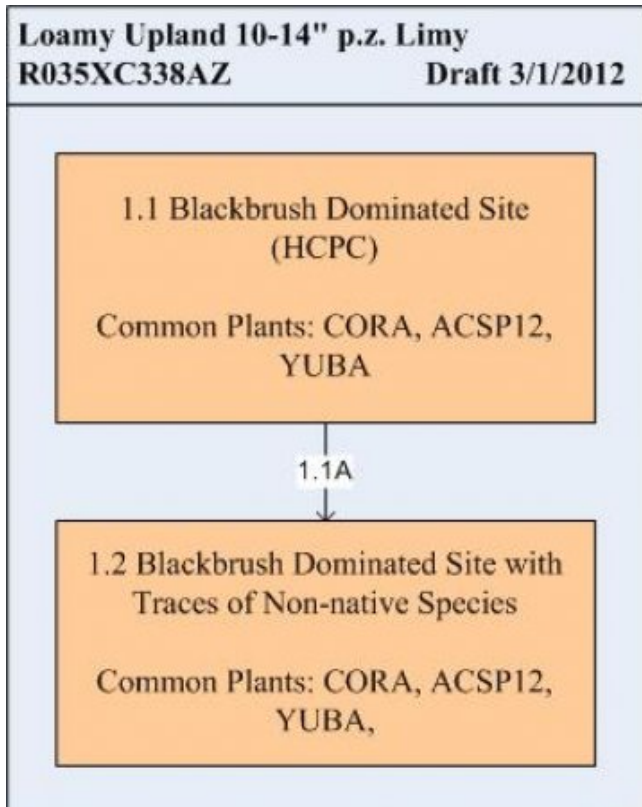 Loamy Upland 10-14" p.z. Limy
R035XC338AZ Draft 3/1/2012
1.1 Blackbrush Dominated Site
(HCPC)
Common Plants: CORA, ACSP12,
YUBA
1.1A
1.2 Blackbrush Dominated Site with
Traces of Non-native Species
Common Plants: CORA, ACSP12,
YUBA,